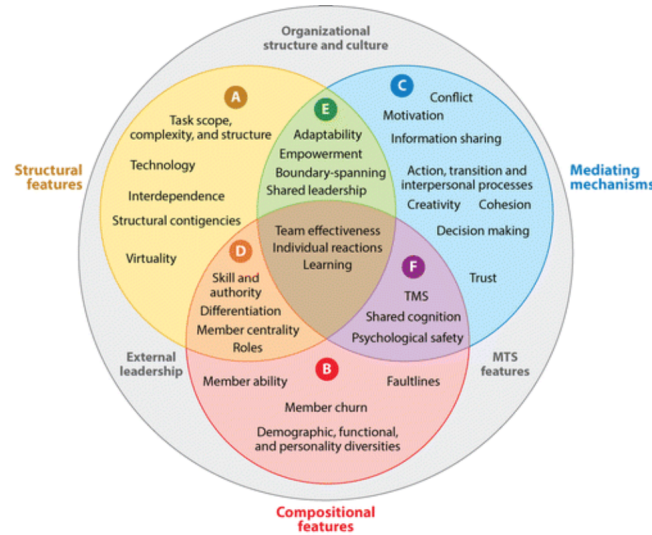 Organizational
structure and culture
A
E
C
Conflict
Motivation
Task scope,
complexity, and structure
Adaptability
Information sharing
Empowerment
Technology
Boundary-spanning
Action, transition and
interpersonal processes
Structural
features
Mediating
mechanisms
Shared leadership
Interdependence
Creativity
Cohesion
Structural contigencies
Team effectiveness
Individual reactions
Learning
Decision making
D
Virtuality
F
Skill and
authority
Trust
TMS
Differentiation
Shared cognition
Member centrality
Psychological safety
Roles
External
leadership
MTS
features
B
Member ability
Faultlines
Member churn
Demographic, functional,
and personality diversities
Compositional
features